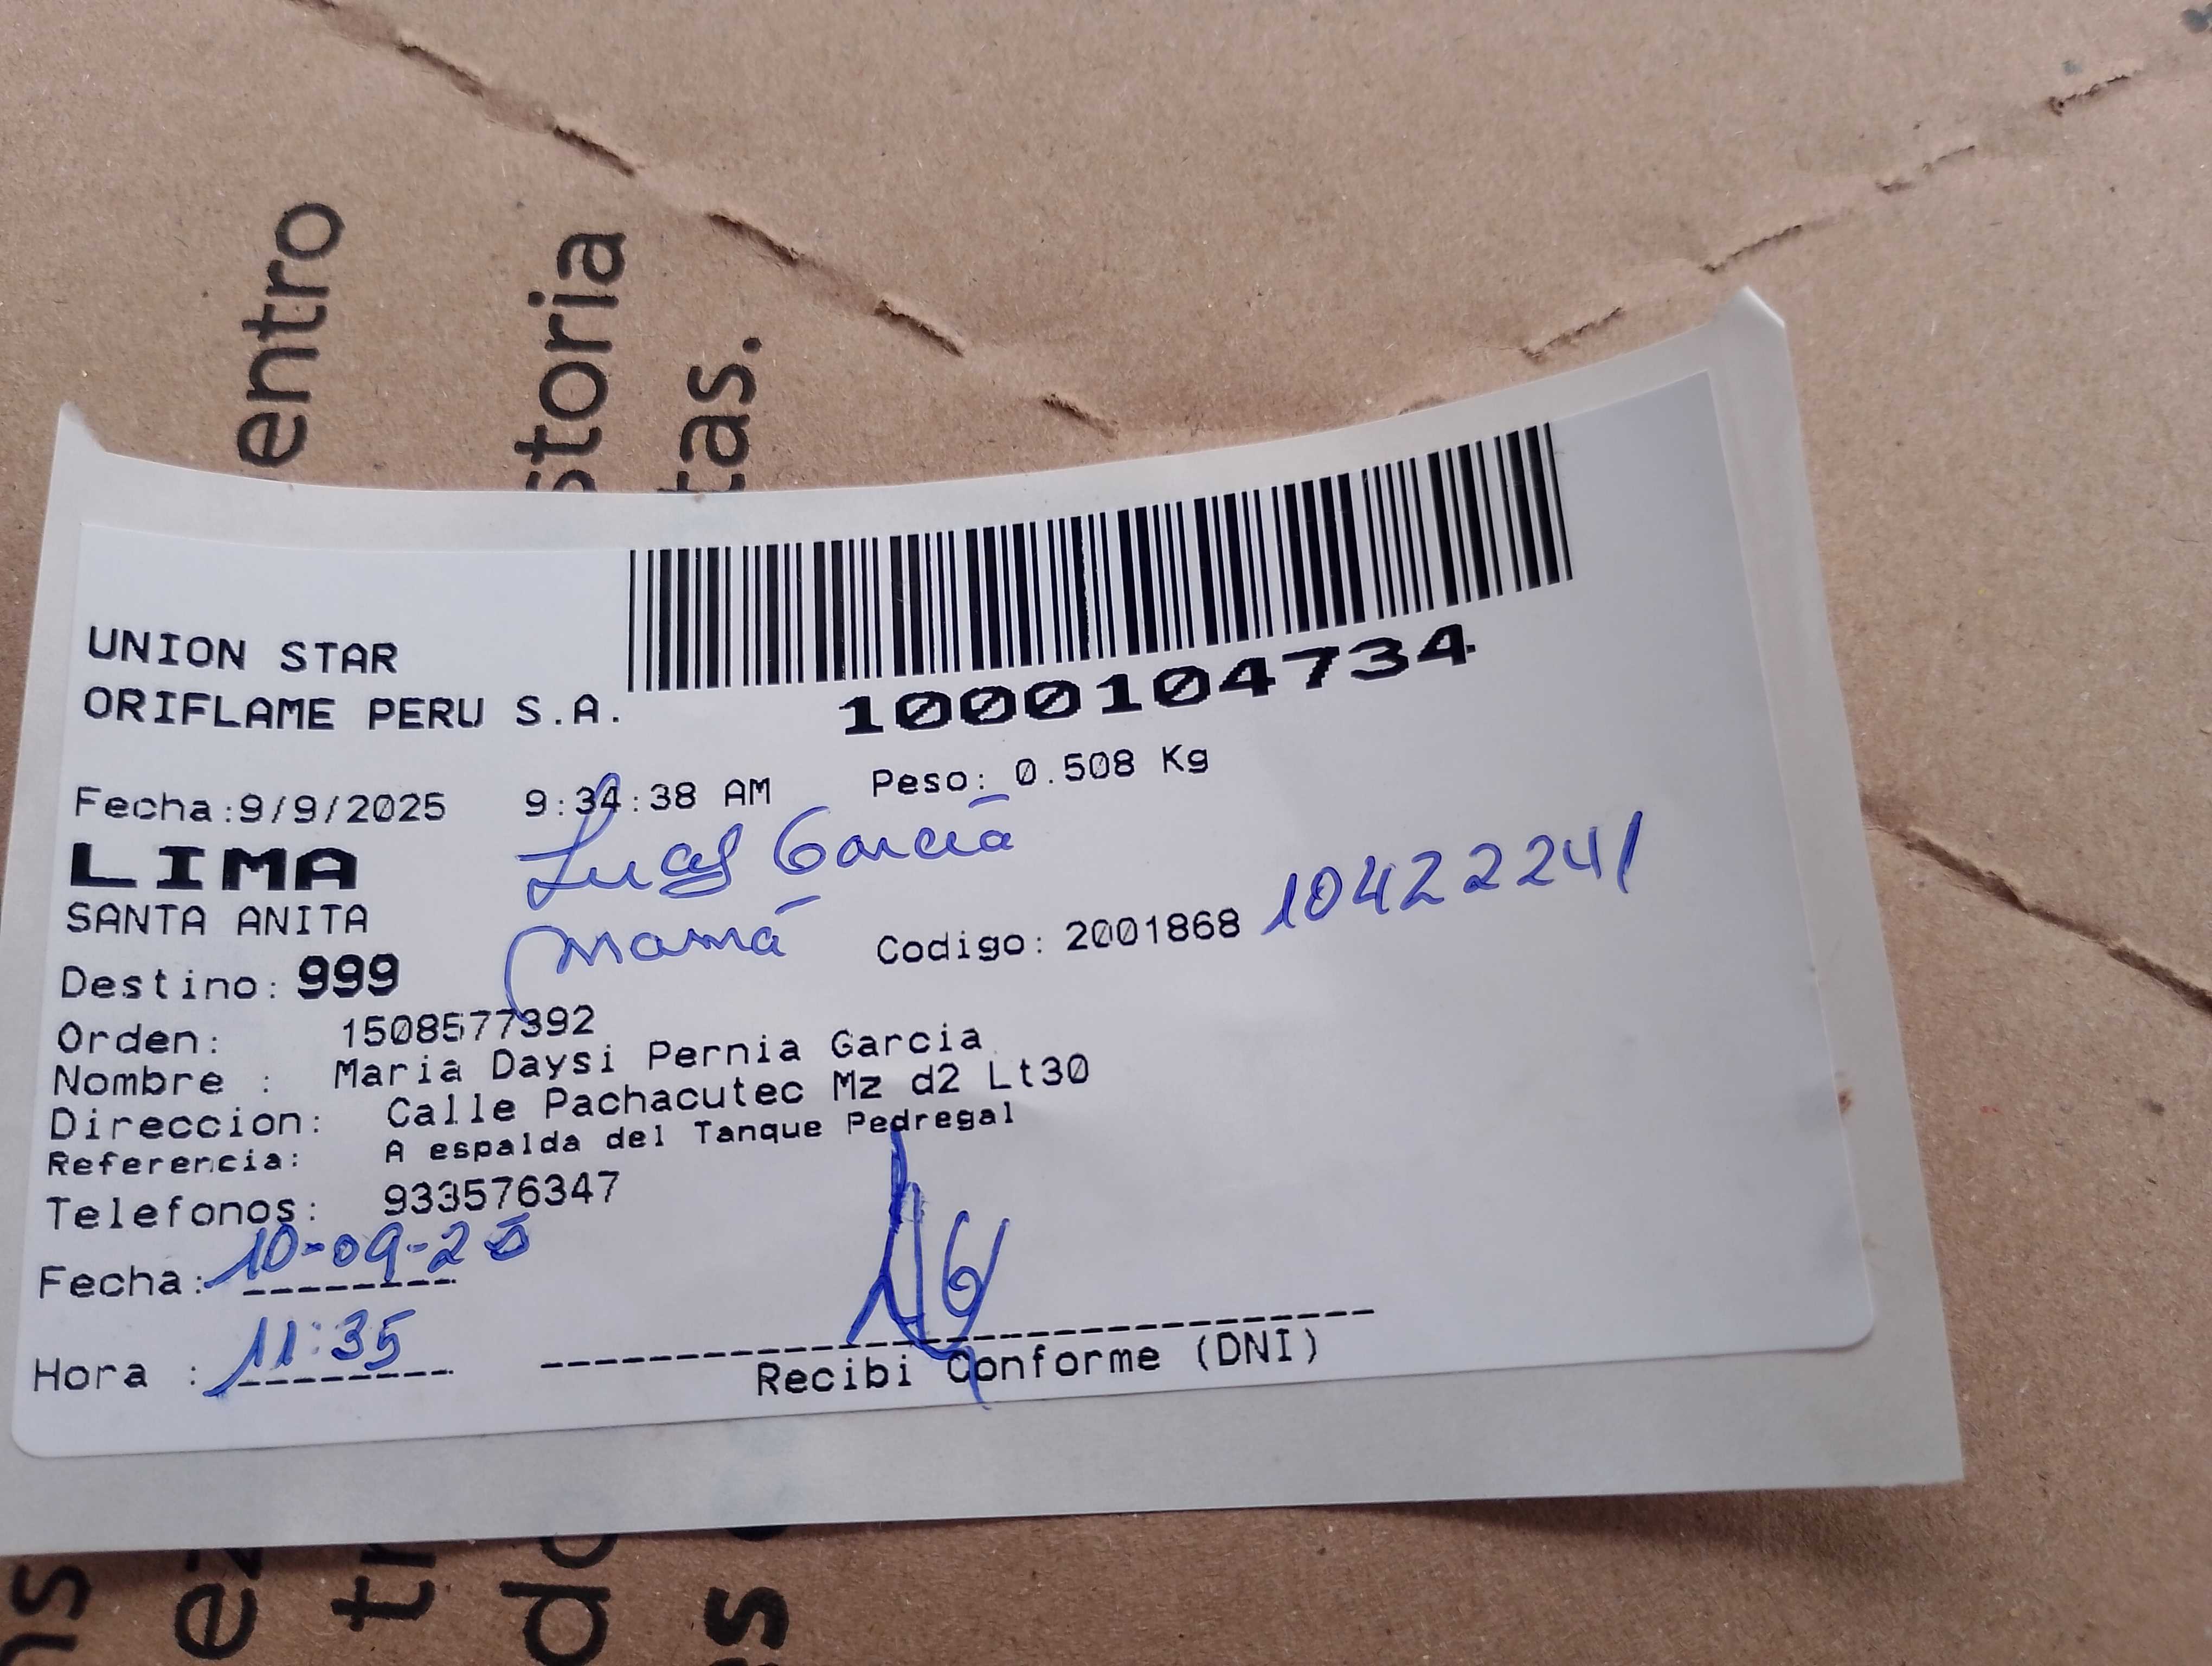 entro
storia
tas.
UNION STAR
ORIFLAME PERU S.A.
1000104734
Fecha:9/9/2025 9:34:38 AM Peso: 0.508 Kg
LIMA
Garcia
SANTA ANITA
mamá
Codigo: 2001868 10422241
Destino: 999
Orden: 1508577392
Nombre : Maria Daysi Pernia Garcia
Direccion: Calle Pachacutec Mz d2 Lt30
Referencia: A espalda del Tanque Pedregal
Telefonos: 933576347
Fecha: 10-09-25
Hora : 11:35
Recibi Conforme (DNI)